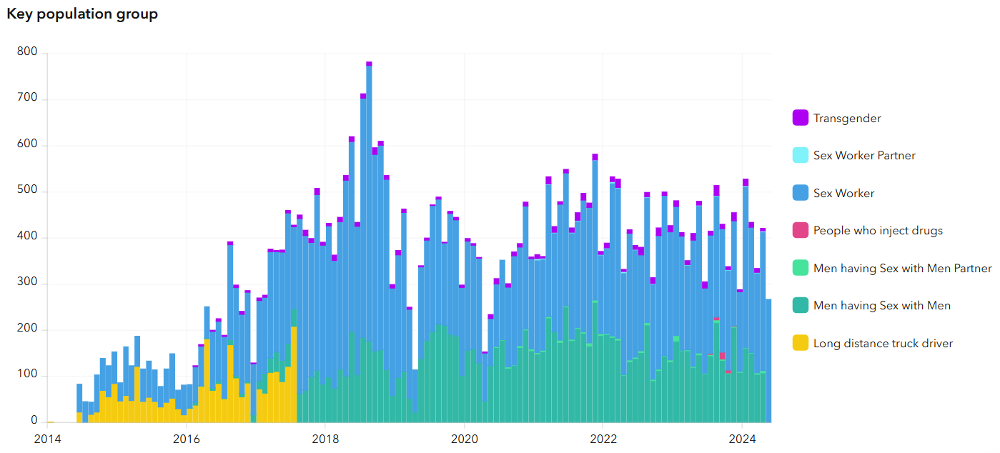 Key population group
800
700
600
500
400
300
200
100
0
2014
2016
2018
2020
2022
2024
Transgender
Sex Worker Partner
Sex Worker
People who inject drugs
Men having Sex with Men Partner
Men having Sex with Men
Long distance truck driver